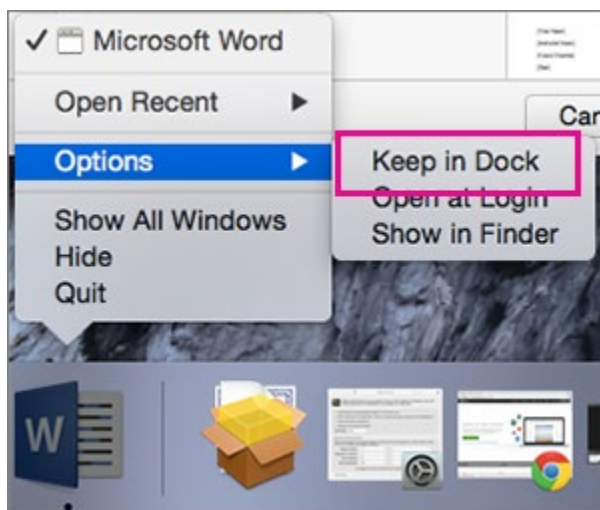 ✓ Microsoft Word
Open Recent ▶
Options ▶
Show All Windows
Hide
Quit
Car
Keep in Dock
Open at Login
Show in Finder
W